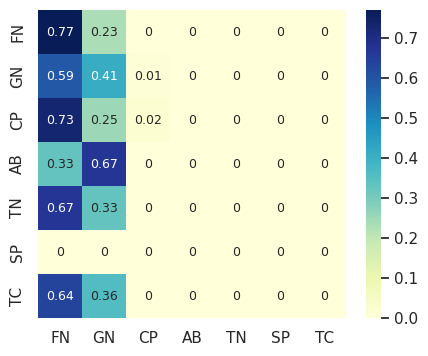 FN 0.77 0.23 0 0 0 0 0
GN 0.59 0.41 0.01 0 0 0 0
CP 0.73 0.25 0.02 0 0 0 0
AB 0.33 0.67 0 0 0 0 0
TN 0.67 0.33 0 0 0 0 0
SP 0 0 0 0 0 0 0
TC 0.64 0.36 0 0 0 0 0
FN GN CP AB TN SP TC
0.7
0.6
0.5
0.4
0.3
0.2
0.1
0.0